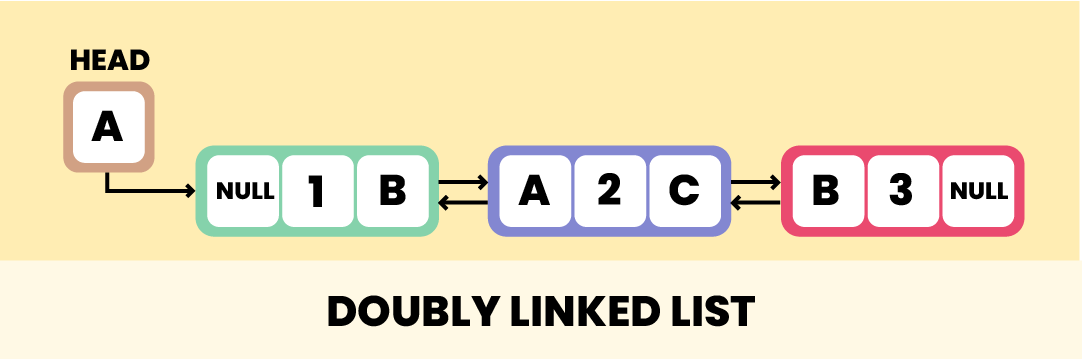 HEAD
A
NULL 1 B A 2 C B 3 NULL
DOUBLY LINKED LIST